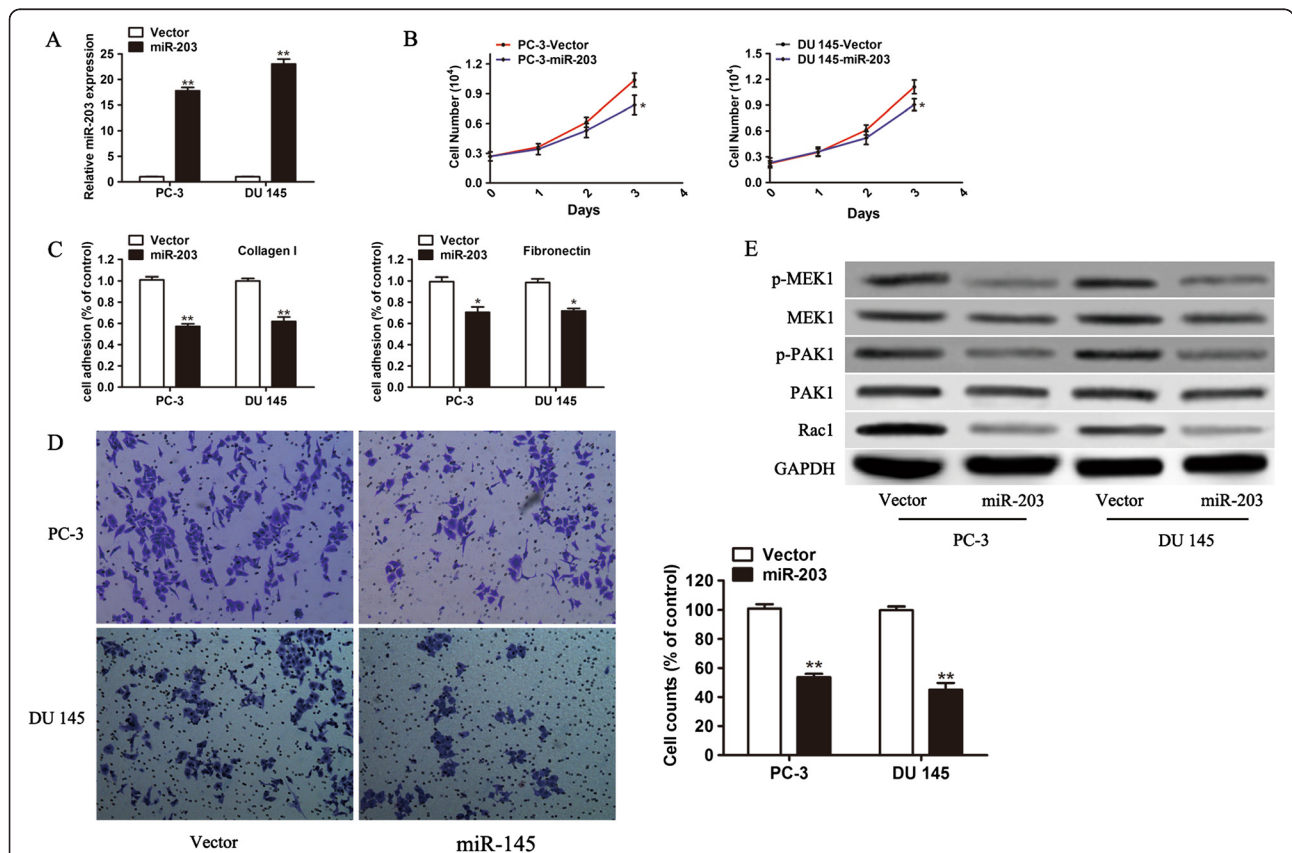 A
Vector
miR-203
Relative miR-203 expression
30
25
20
15
10
5
0
**
**
PC-3
DU 145
B
PC-3-Vector
PC-3-miR-203
Cell Number (10⁴)
1.2
0.9
0.6
0.3
0.0
*
0 1 2 3 4
Days
DU 145-Vector
DU 145-miR-203
Cell Number (10⁴)
1.5
1.2
0.9
0.6
0.3
0.0
*
0 1 2 3 4
Days
C
Vector
miR-203
Collagen I
cell adhesion (% of control)
1.2
1.0
0.8
0.6
0.4
0.2
0.0
**
**
PC-3
DU 145
Vector
miR-203
Fibronectin
cell adhesion (% of control)
1.2
1.0
0.8
0.6
0.4
0.2
0.0
*
*
PC-3
DU 145
D
PC-3
DU 145
Vector
miR-145
Vector
miR-203
Cell counts (% of control)
120
100
80
60
40
20
0
**
**
PC-3
DU 145
E
p-MEK1
MEK1
p-PAK1
PAK1
Rac1
GAPDH
Vector miR-203 Vector miR-203
PC-3 DU 145